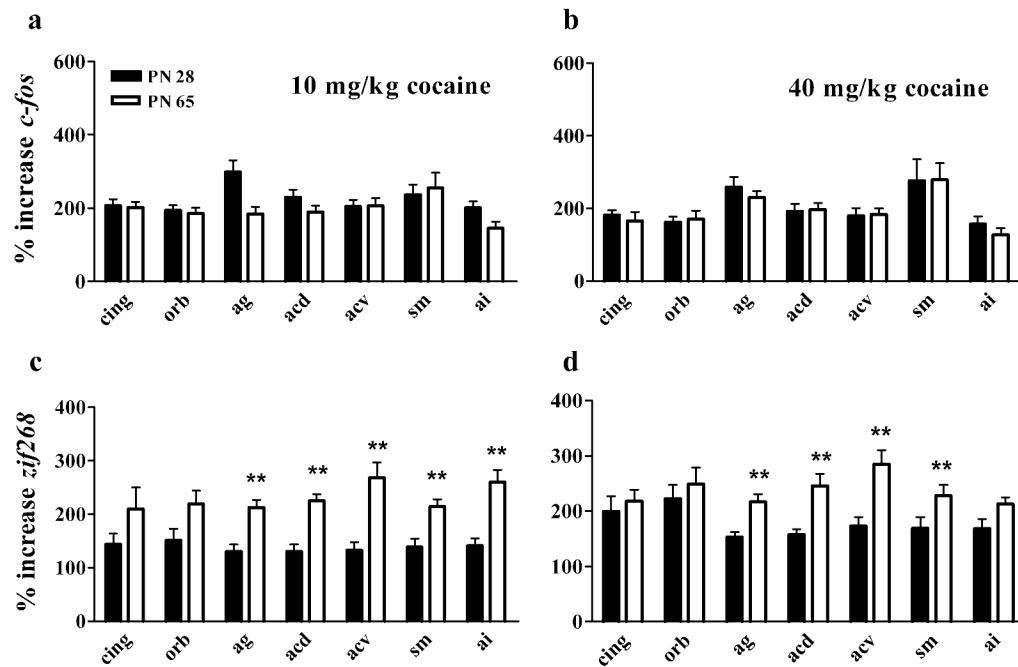 a
b
600
400
200
0
% increase c-fos
PN 28
PN 65
10 mg/kg cocaine
cing orb ag acd acv sm ai
600
400
200
0
40 mg/kg cocaine
cing orb ag acd acv sm ai
c
d
400
300
200
100
0
% increase zif268
** ** ** ** **
cing orb ag acd acv sm ai
400
300
200
100
0
** ** ** **
cing orb ag acd acv sm ai